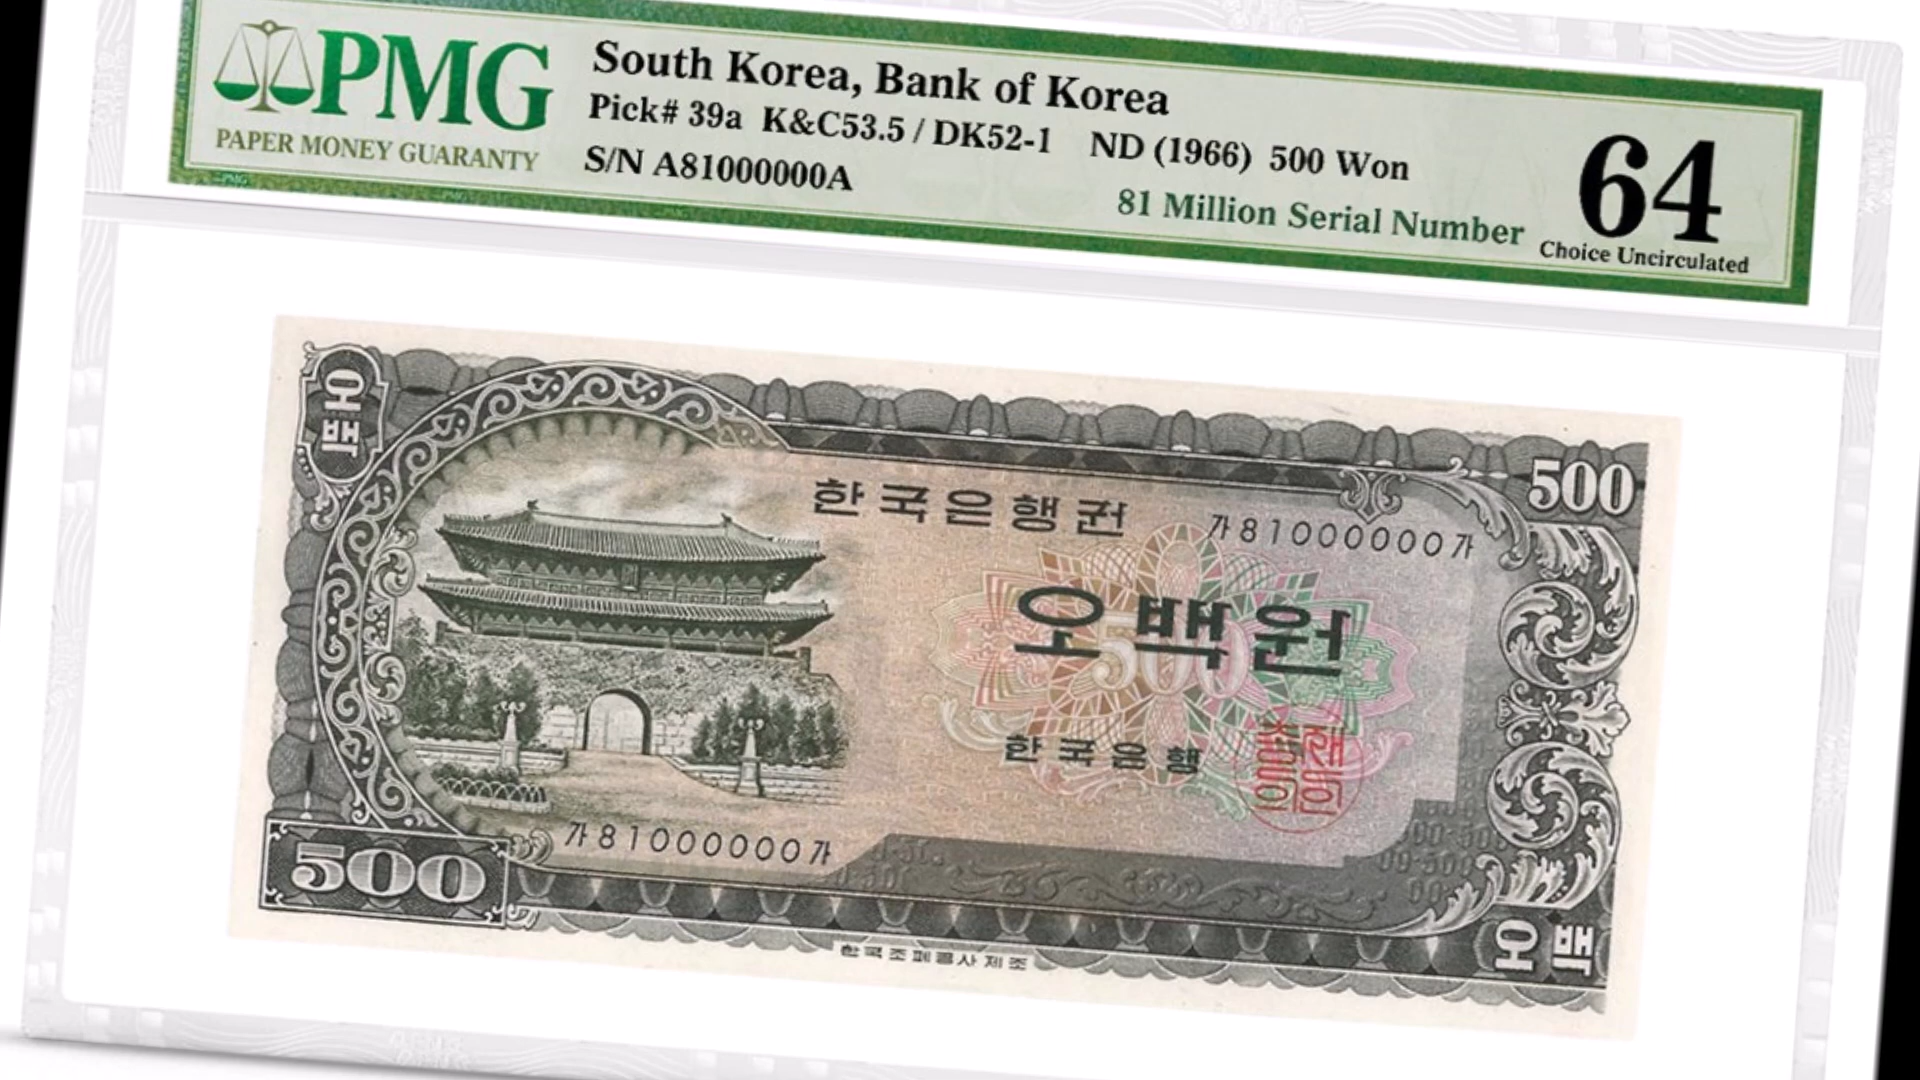 PMG
PAPER MONEY GUARANTY
South Korea, Bank of Korea
Pick# 39a K&C53.5 / DK52-1 ND (1966) 500 Won
S/N A81000000A
81 Million Serial Number
64
Choice Uncirculated
오백
500
한국은행권
가81000000가
오백원
500
한국은행
가81000000가
500
오백
한국조폐공사제조